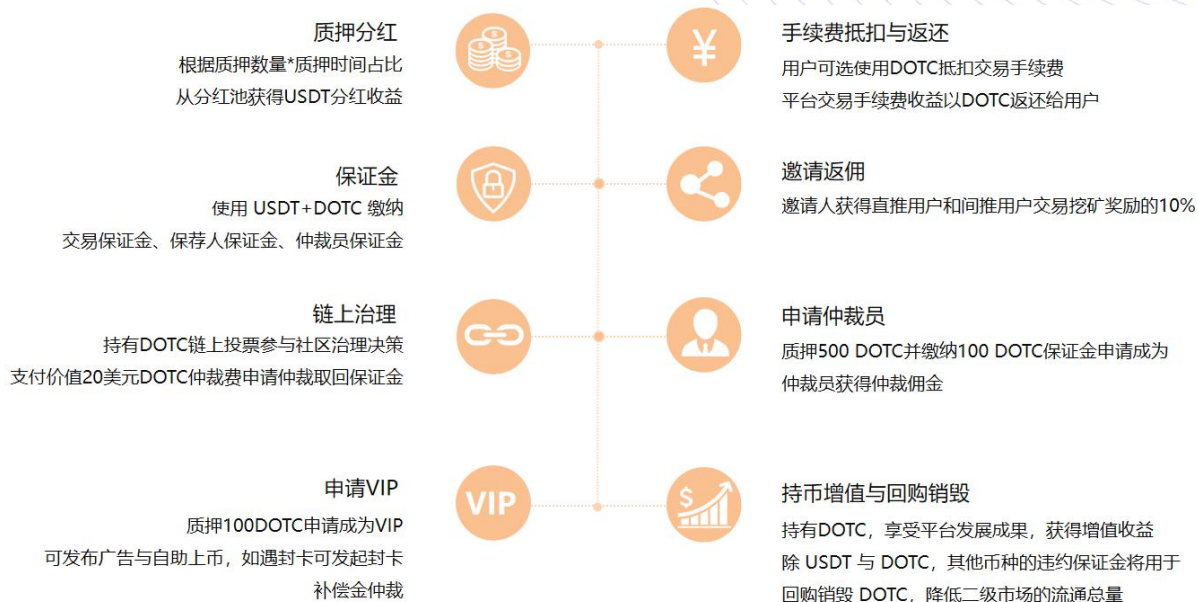 质押分红
根据质押数量*质押时间占比
从分红池获得USDT分红收益
¥
手续费抵扣与返还
用户可选使用DOTC抵扣交易手续费
平台交易手续费收益以DOTC返还给用户
保证金
使用 USDT+DOTC 缴纳
交易保证金、保荐人保证金、仲裁员保证金
邀请返佣
邀请人获得直推用户和间推用户交易挖矿奖励的10%
链上治理
持有DOTC链上投票参与社区治理决策
支付价值20美元DOTC仲裁费申请仲裁取回保证金
申请仲裁员
质押500 DOTC并缴纳100 DOTC保证金申请成为
仲裁员获得仲裁佣金
申请VIP
质押100DOTC申请成为VIP
可发布广告与自助上币，如遇封卡可发起封卡
补偿金仲裁
VIP
$
持币增值与回购销毁
持有DOTC，享受平台发展成果，获得增值收益
除 USDT 与 DOTC，其他币种的违约保证金将用于
回购销毁 DOTC，降低二级市场的流通总量